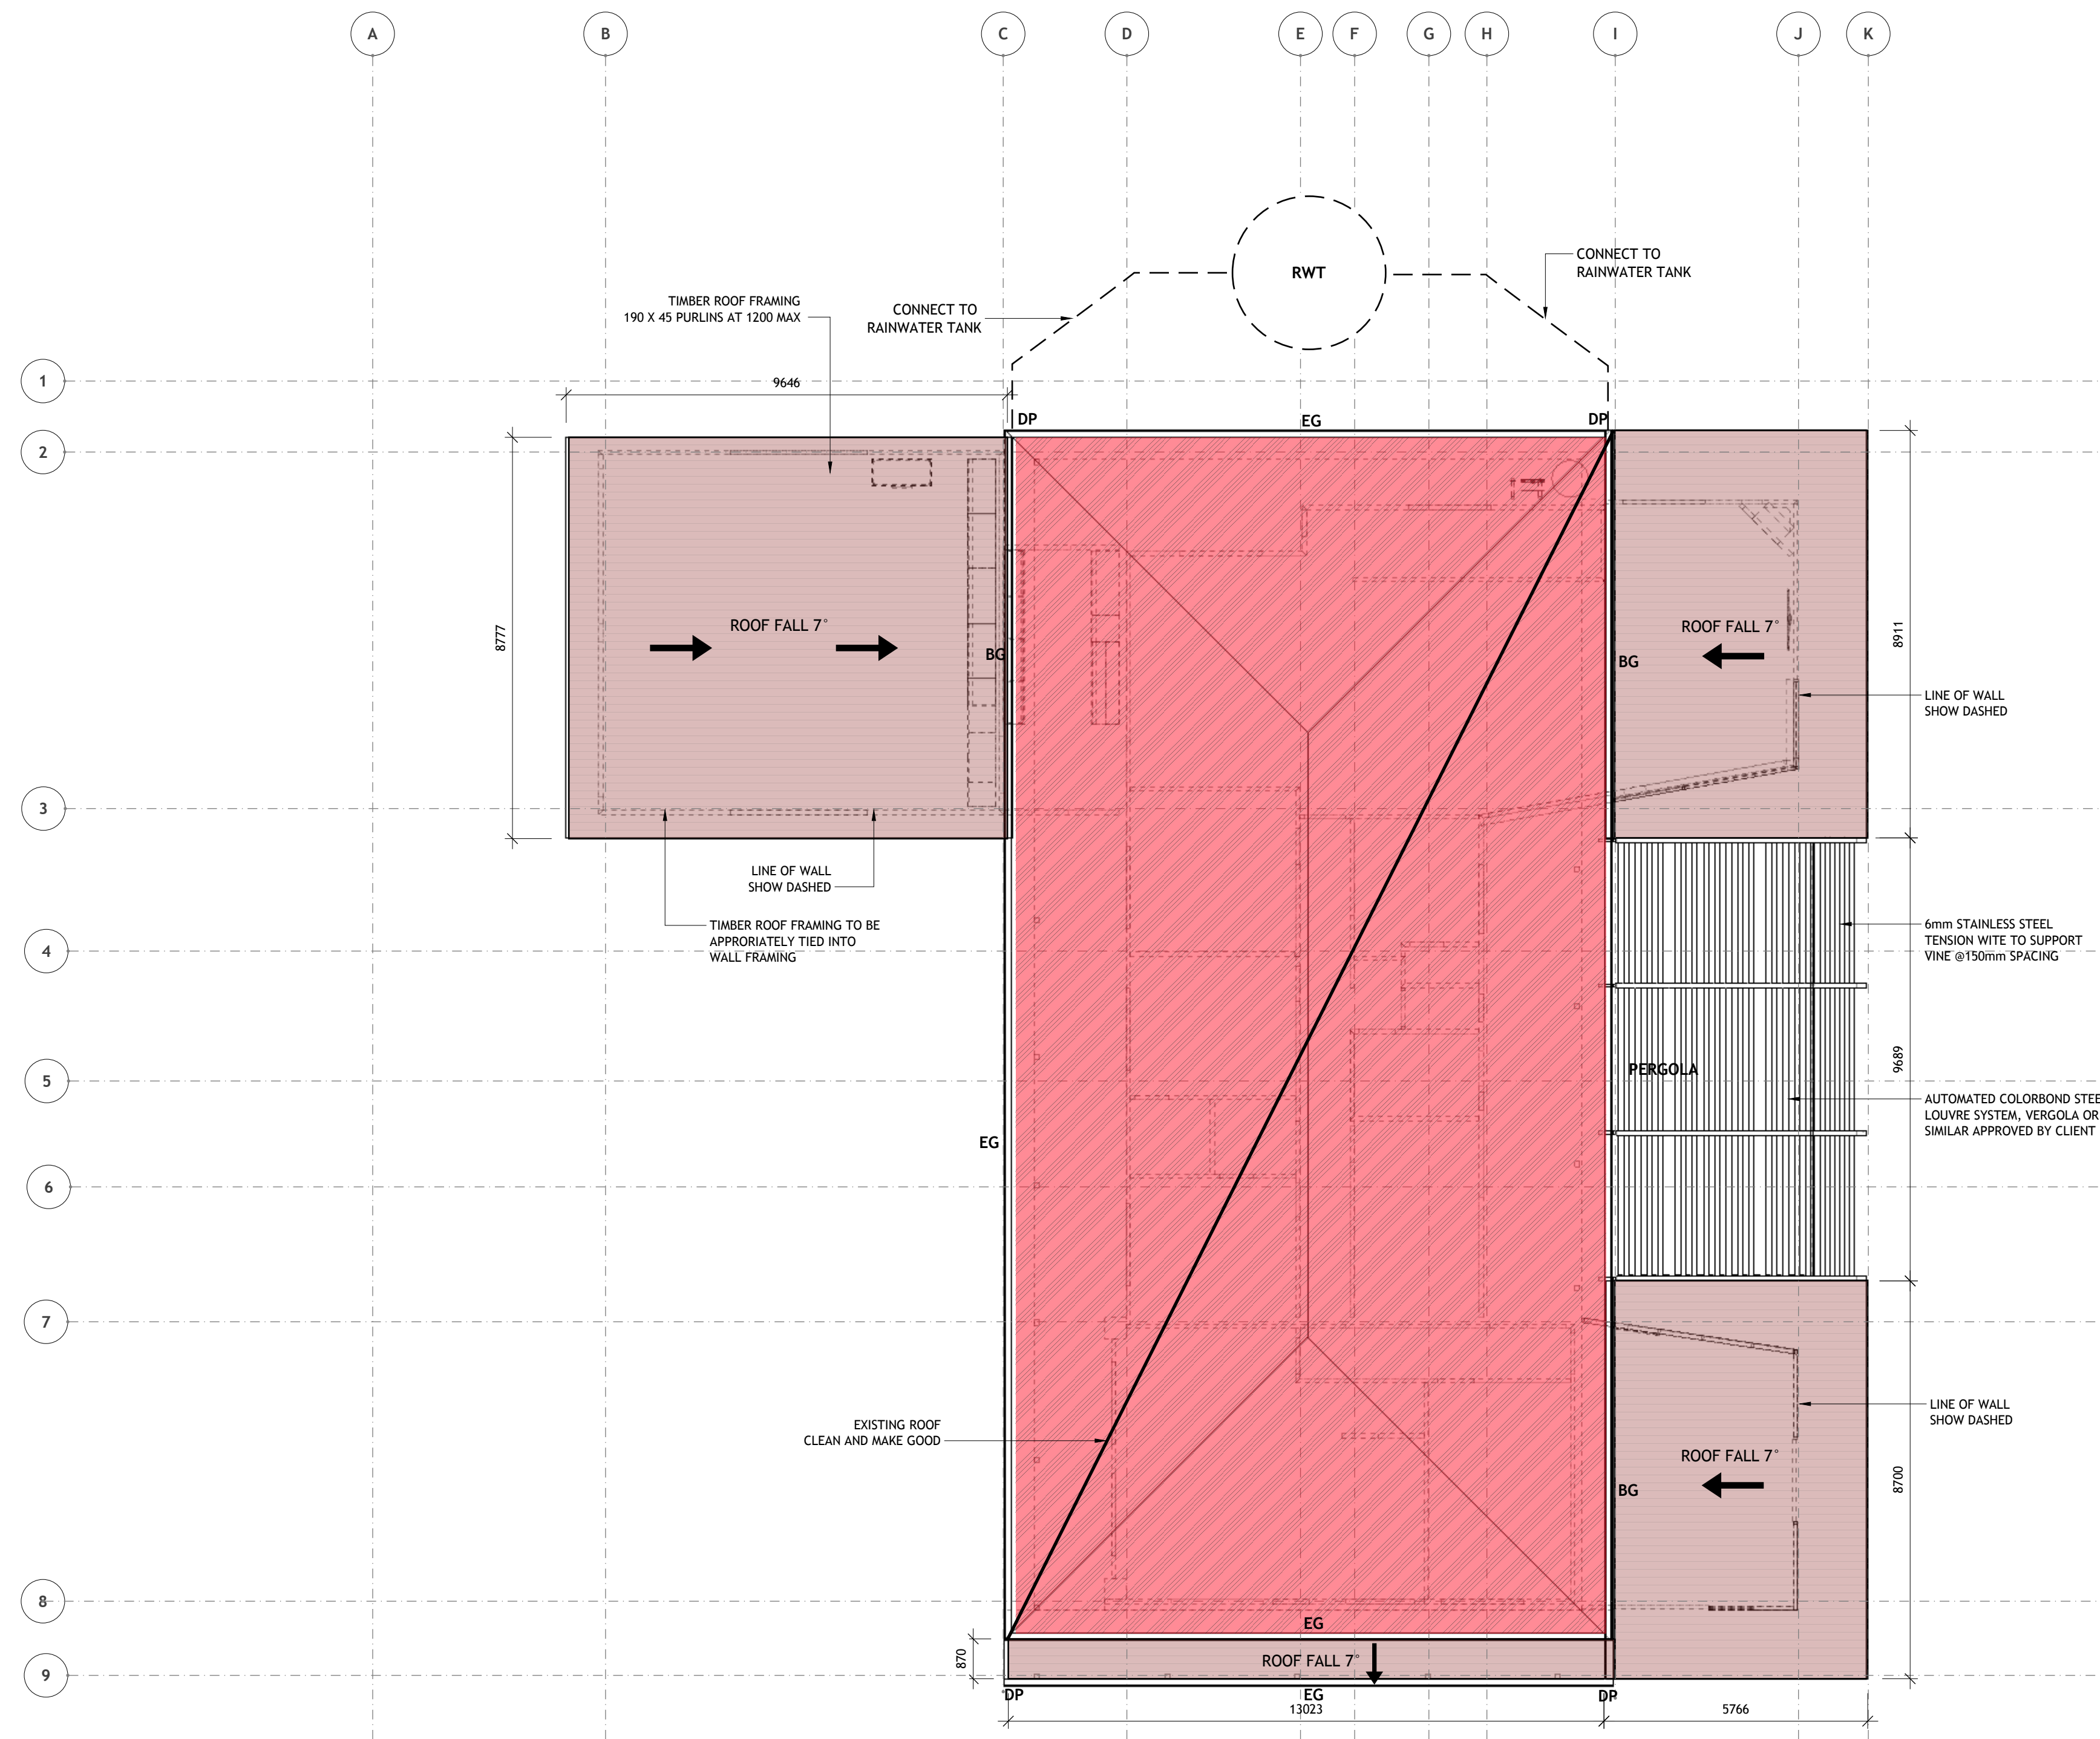 A
B
C
D
E
F
G
H
I
J
K
RWT
CONNECT TO
RAINWATER TANK
TIMBER ROOF FRAMING
190 X 45 PURLINS AT 1200 MAX
CONNECT TO
RAINWATER TANK
1
9646
DP
EG
DP
2
8777
ROOF FALL 7°
BG
ROOF FALL 7°
BG
8911
LINE OF WALL
SHOW DASHED
3
LINE OF WALL
SHOW DASHED
TIMBER ROOF FRAMING TO BE
APPRORIATELY TIED INTO
WALL FRAMING
4
6mm STAINLESS STEEL
TENSION WITE TO SUPPORT
VINE @150mm SPACING
5
PERGOLA
9689
AUTOMATED COLORBOND STEE
LOUVRE SYSTEM, VERGOLA OR
SIMILAR APPROVED BY CLIENT
EG
6
7
EXISTING ROOF
CLEAN AND MAKE GOOD
LINE OF WALL
SHOW DASHED
ROOF FALL 7°
BG
8700
8
EG
870
ROOF FALL 7°
9
DP
EG
DP
13023
5766